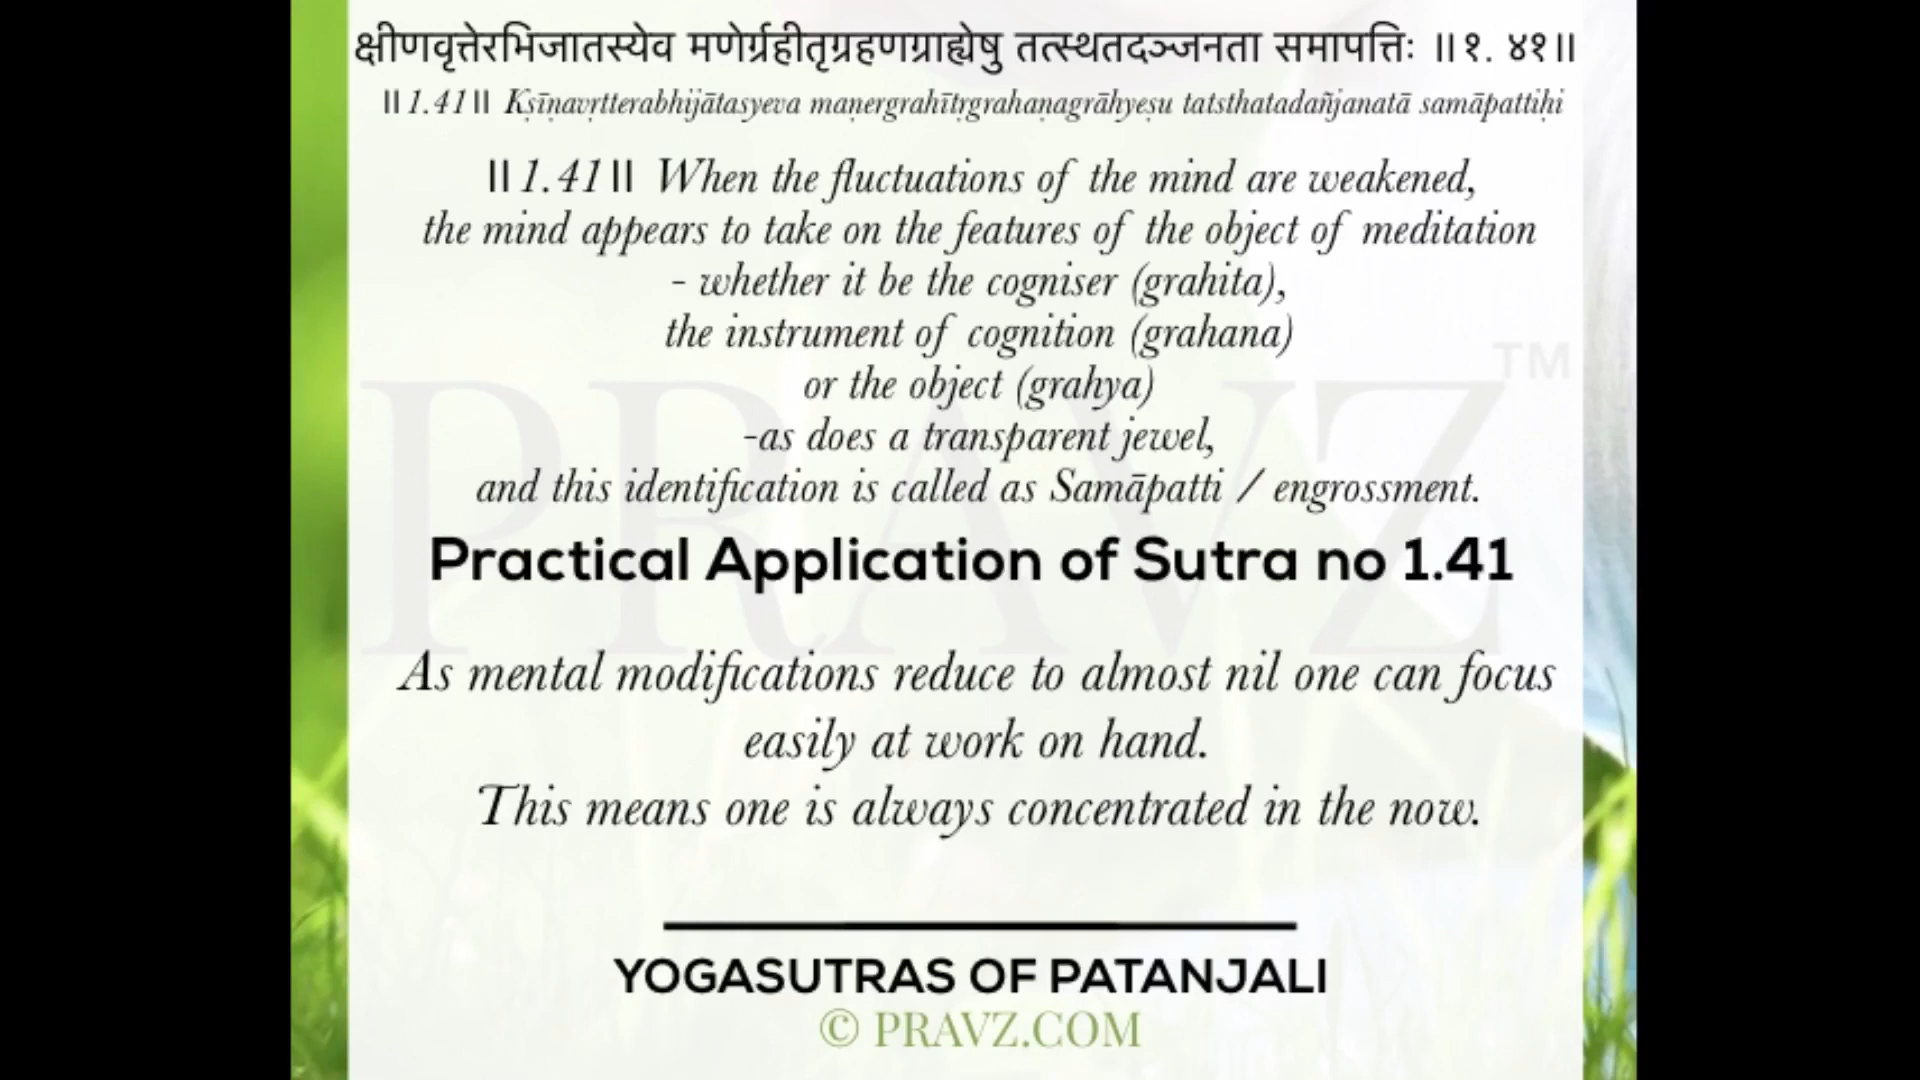 क्षीणवृत्तेरभिजातस्येव मणेर्ग्रहीतृग्रहणग्राह्येषु तत्स्थतदञ्जनता समापत्तिः ॥१. ४१॥
॥1.41॥ Kṣīṇavṛtterabhijātasyeva maṇergrahītṛgrahaṇagrāhyeṣu tatsthatadañjanatā samāpattiḥi
॥1.41॥ When the fluctuations of the mind are weakened,
the mind appears to take on the features of the object of meditation
- whether it be the cogniser (grahita),
the instrument of cognition (grahana)
or the object (grahya)
-as does a transparent jewel,
and this identification is called as Samāpatti / engrossment.
PRAVZ™
Practical Application of Sutra no 1.41
As mental modifications reduce to almost nil one can focus
easily at work on hand.
This means one is always concentrated in the now.
YOGASUTRAS OF PATANJALI
© PRAVZ.COM